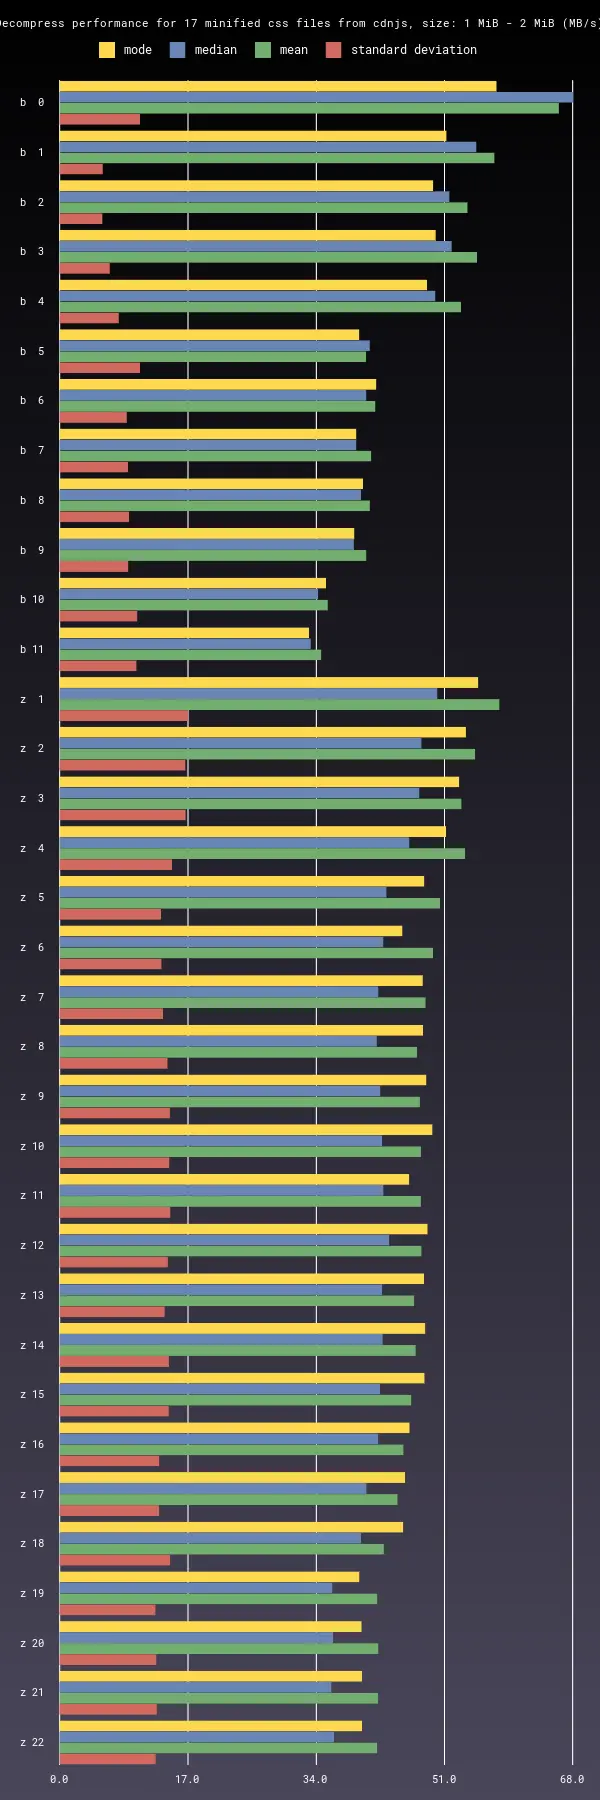 ecompress performance for 17 minified css files from cdnjs, size: 1 MiB - 2 MiB (MB/s)
mode median mean standard deviation
b 0
b 1
b 2
b 3
b 4
b 5
b 6
b 7
b 8
b 9
b 10
b 11
z 1
z 2
z 3
z 4
z 5
z 6
z 7
z 8
z 9
z 10
z 11
z 12
z 13
z 14
z 15
z 16
z 17
z 18
z 19
z 20
z 21
z 22
0.0 17.0 34.0 51.0 68.0